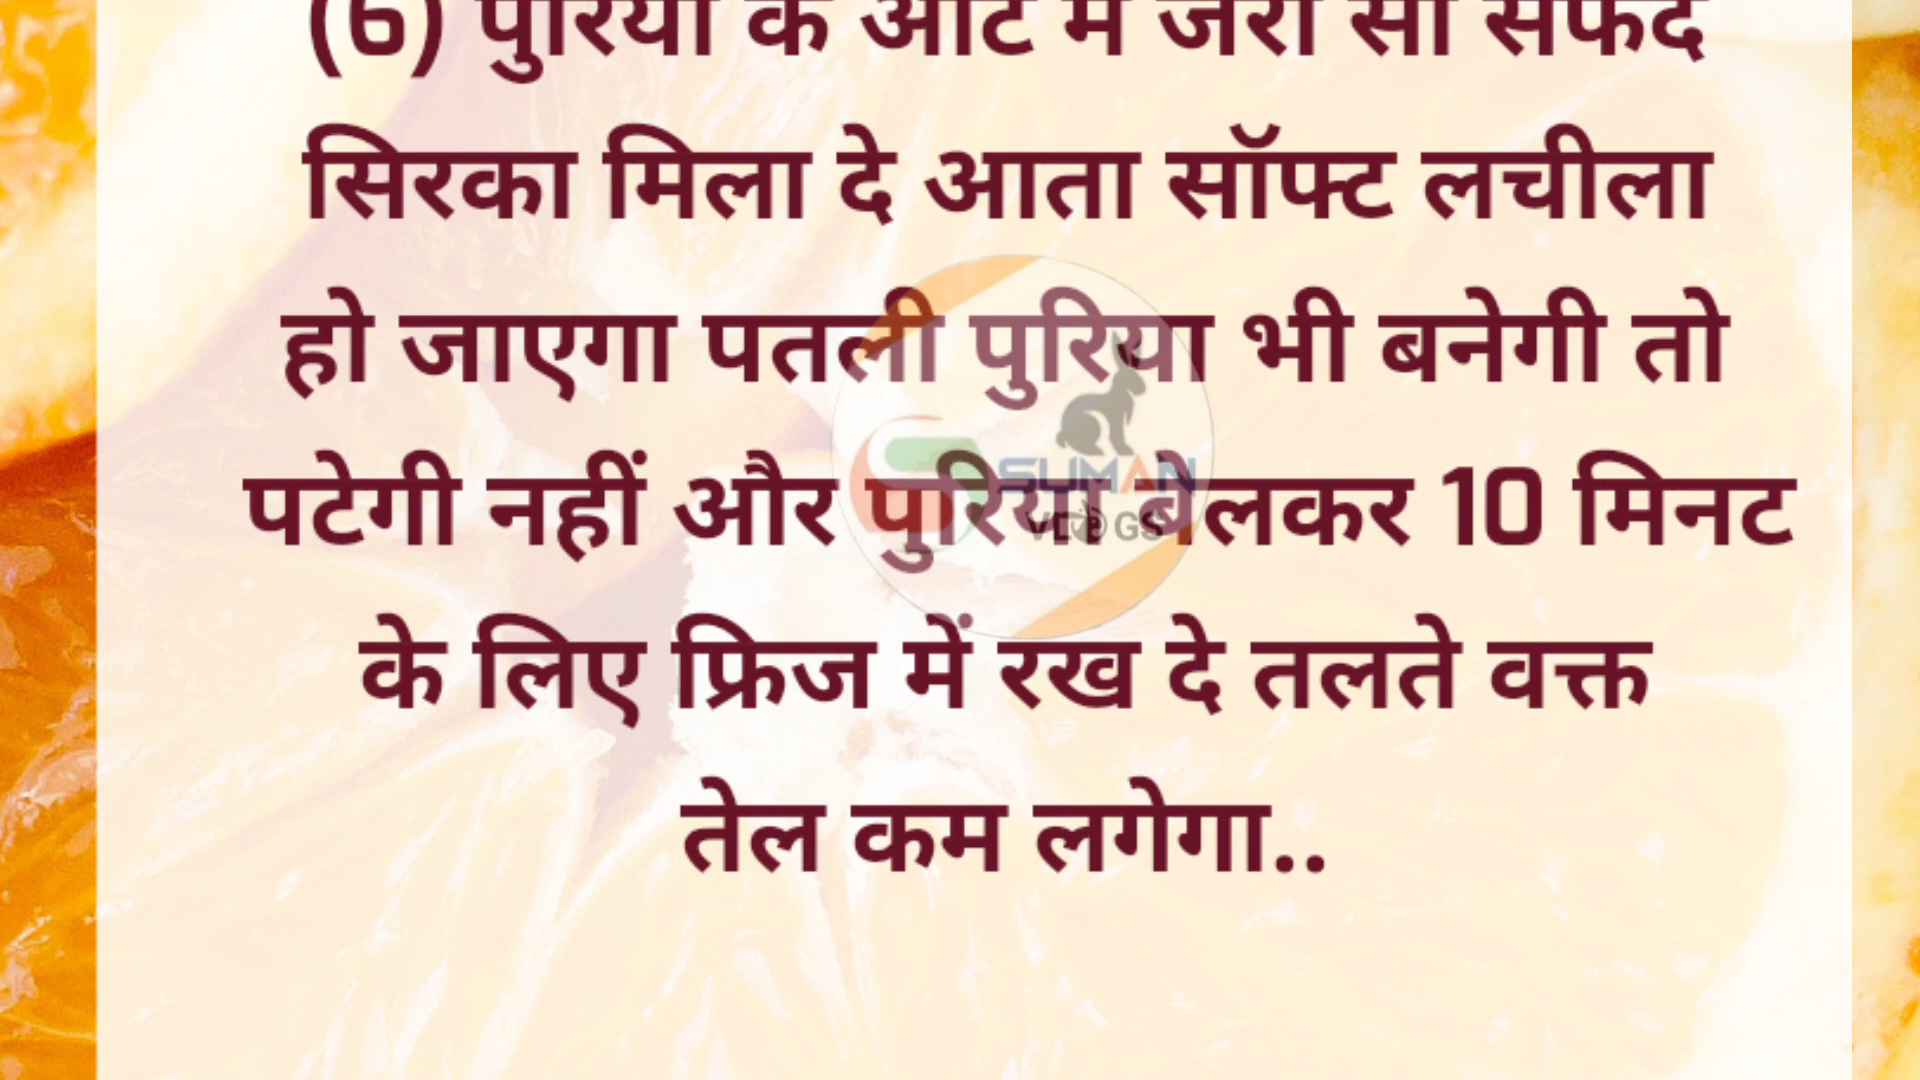 (6) पुरिया के आटे में जरा सा सफेद
सिरका मिला दे आता सॉफ्ट लचीला
हो जाएगा पतली पुरिया भी बनेगी तो
पटेगी नहीं और पुरिया बेलकर 10 मिनट
के लिए फ्रिज में रख दे तलते वक्त
तेल कम लगेगा..
SUMAN
VLOGS